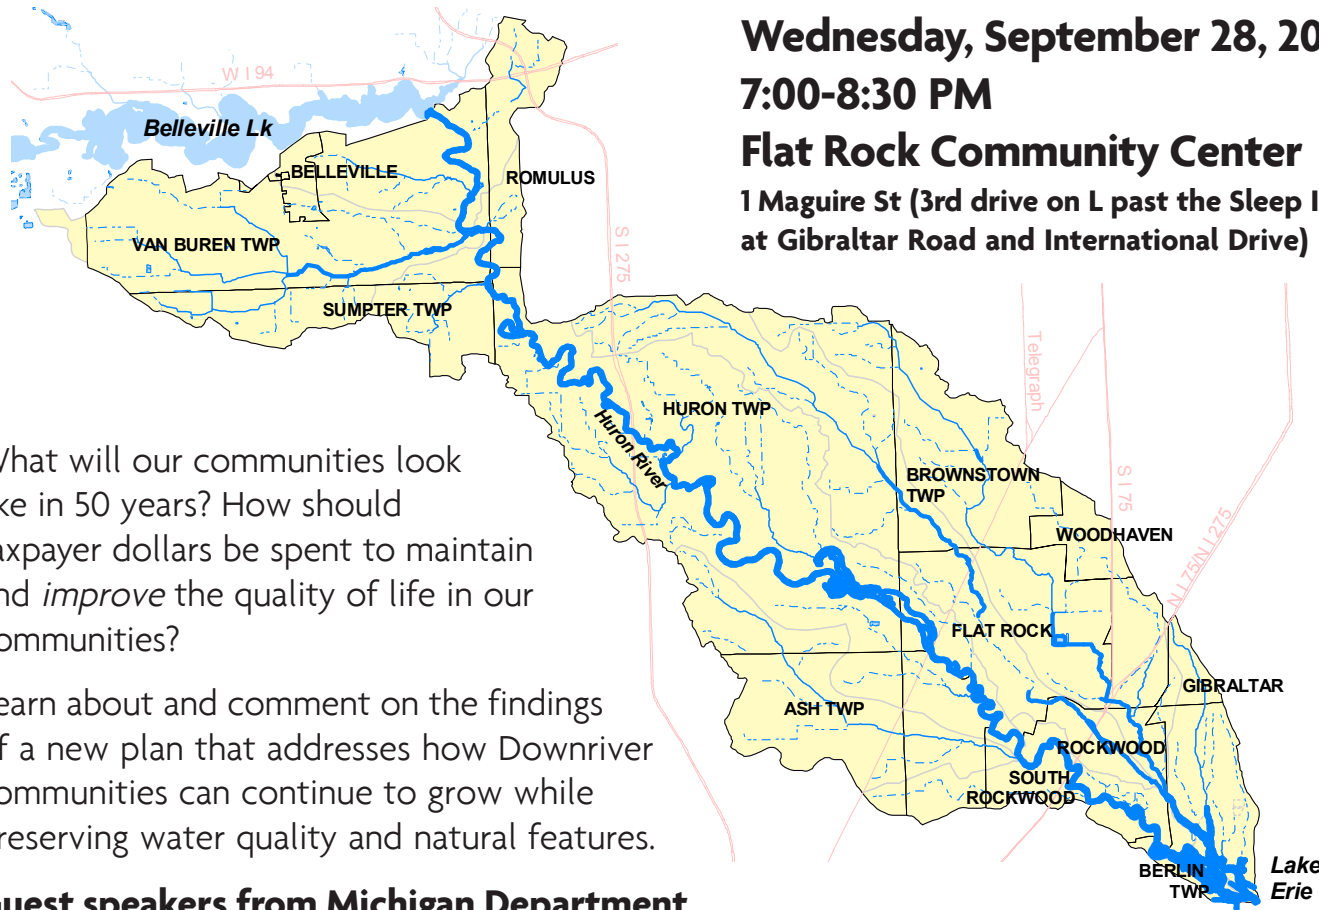 Wednesday, September 28, 20
7:00-8:30 PM
Flat Rock Community Center
1 Maguire St (3rd drive on L past the Sleep I
at Gibraltar Road and International Drive)
W I 94
Belleville Lk
BELLEVILLE
ROMULUS
VAN BUREN TWP
S I 275
SUMPTER TWP
Telegraph
HURON TWP
Huron River
BROWNSTOWN
TWP
S I 75
WOODHAVEN
N I 75/N I 275
FLAT ROCK
GIBRALTAR
ASH TWP
ROCKWOOD
SOUTH
ROCKWOOD
BERLIN
TWP
Lake
Erie
What will our communities look
ke in 50 years? How should
axpayer dollars be spent to maintain
nd improve the quality of life in our
ommunities?
earn about and comment on the findings
f a new plan that addresses how Downriver
ommunities can continue to grow while
reserving water quality and natural features.
uest speakers from Michigan Department